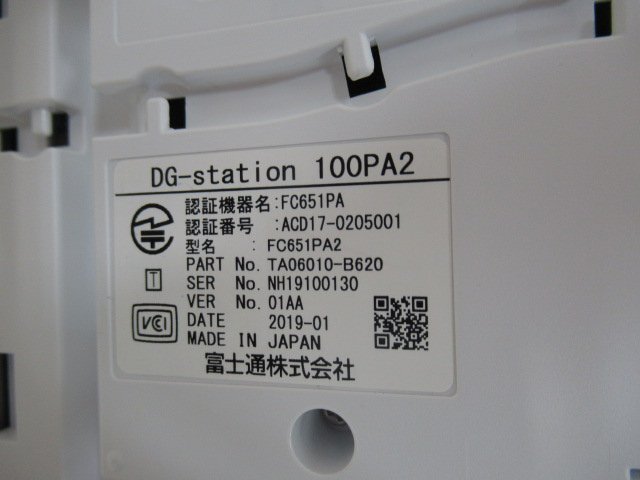 DG-station 100PA2
認証機器名:FC651PA
認証番号 :ACD17-0205001
型名 : FC651PA2
PART No. TA06010-B620
T
SER No. NH19100130
VER No. 01AA
VCCI
DATE 2019-01
MADE IN JAPAN
富士通株式会社